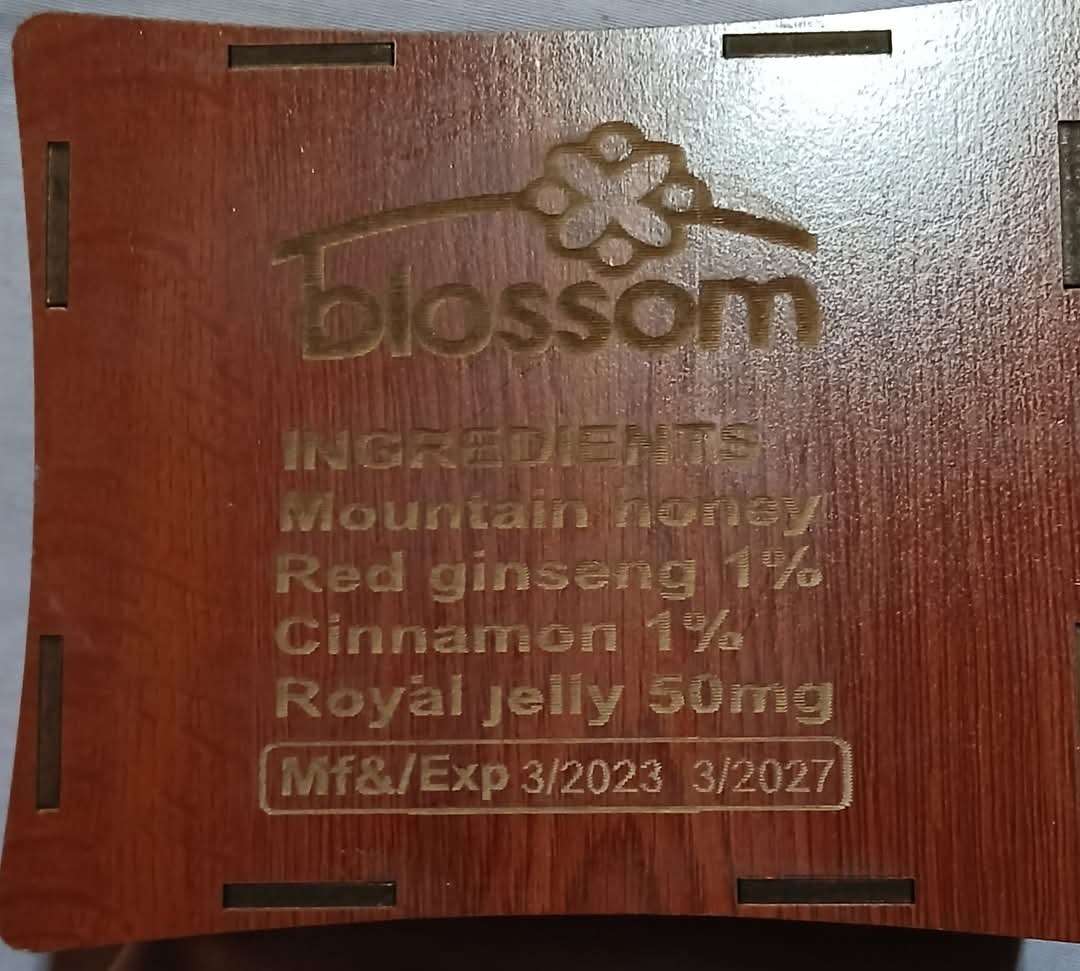 blossom
INGREDIENTS
Mountain honey
Red ginseng 1%
Cinnamon 1%
Royal jelly 50mg
Mf&/Exp 3/2023 3/2027